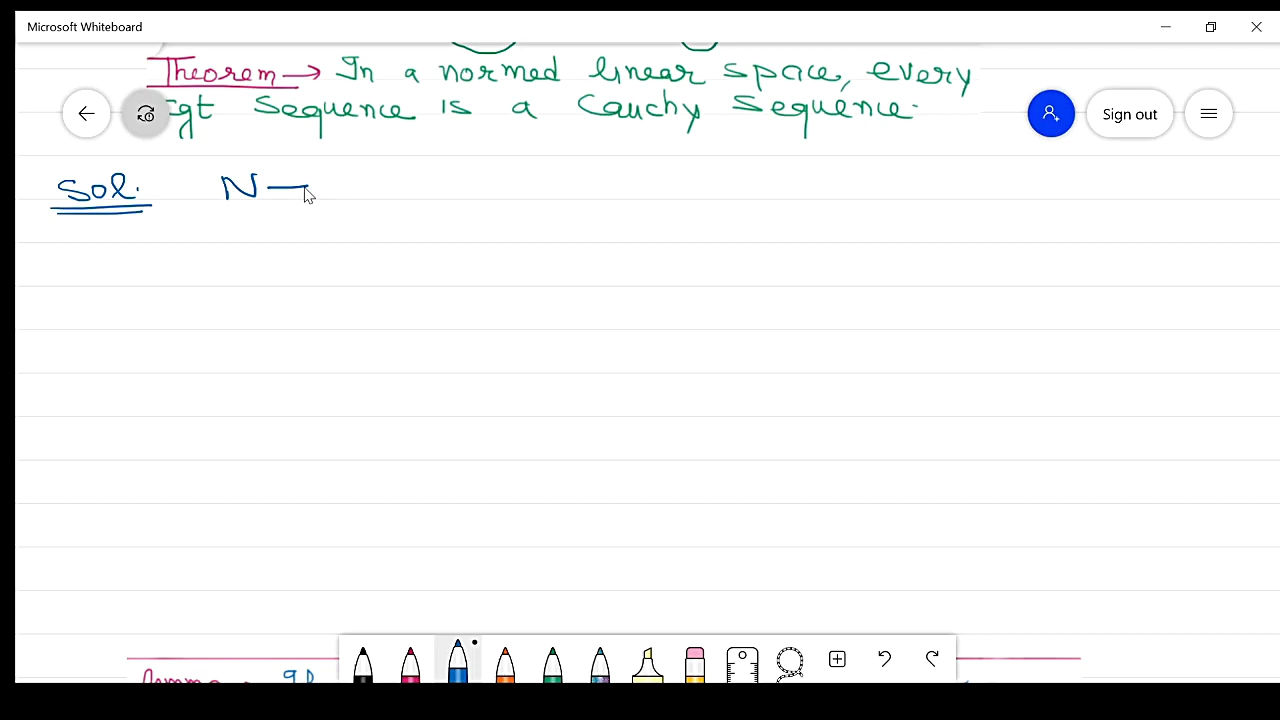 Microsoft Whiteboard
Theorem → In a normed linear space, every
cgt Sequence is a Cauchy Sequence.
Sign out
Sol. N —